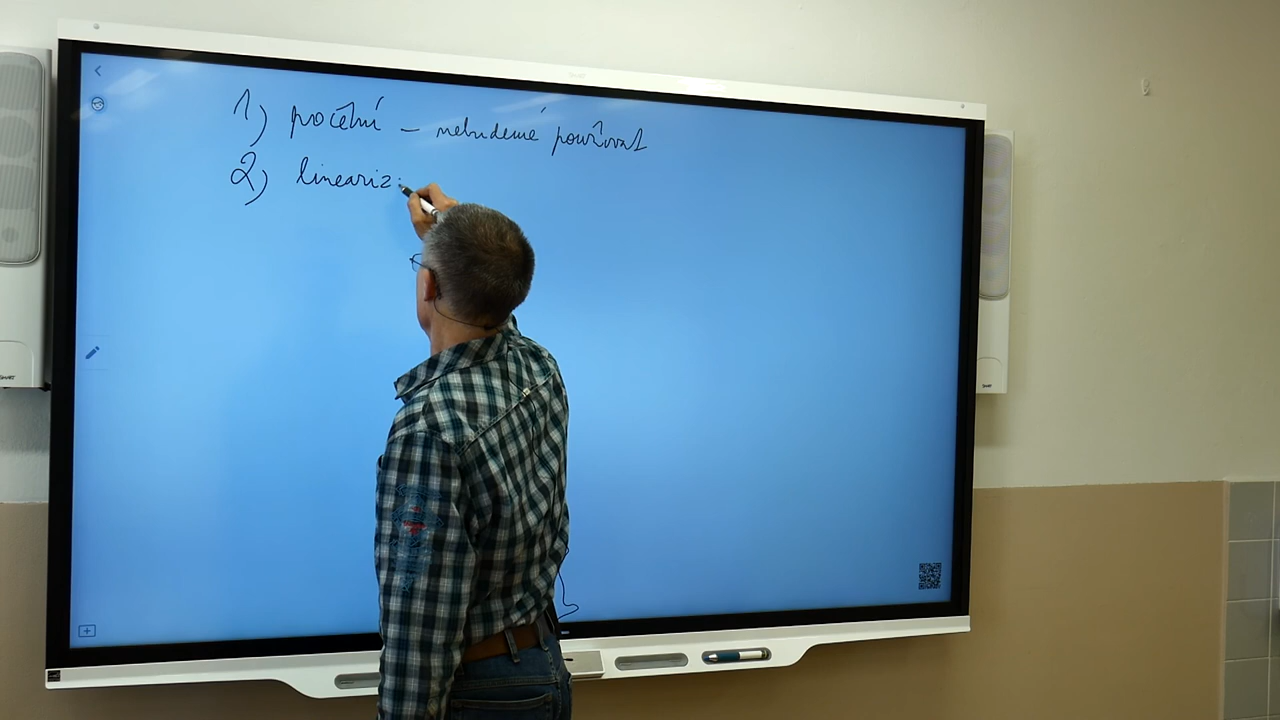 1) početní – nebudeme používat
2) lineariz